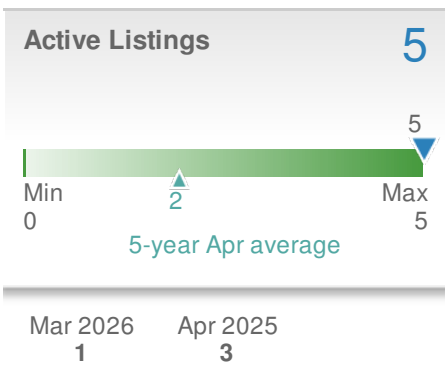 Active Listings 5
5
Min 2 Max
0 5
5-year Apr average
Mar 2026 Apr 2025
1 3